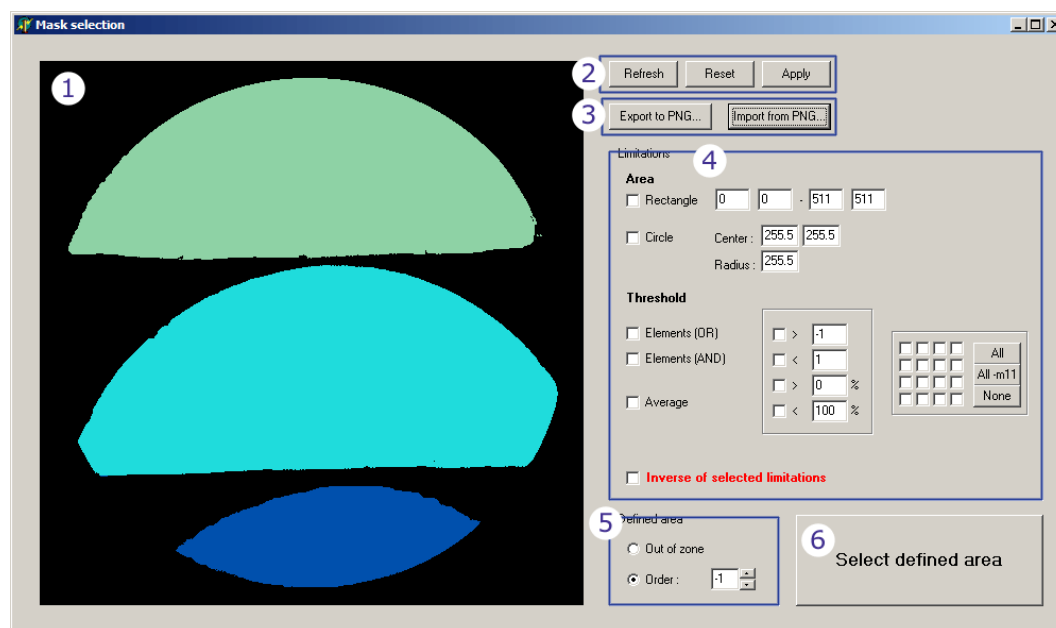 Mask selection
1
2
Refresh Reset Apply
3
Export to PNG... Import from PNG...
Limitations
4
Area
Rectangle 0 0 - 511 511
Circle Center : 255.5 255.5
Radius : 255.5
Threshold
Elements (OR) > -1
Elements (AND) < 1
> 0 %
Average
< 100 %
All
All -m11
None
Inverse of selected limitations
5
Defined area
Out of zone
Order : -1
6
Select defined area